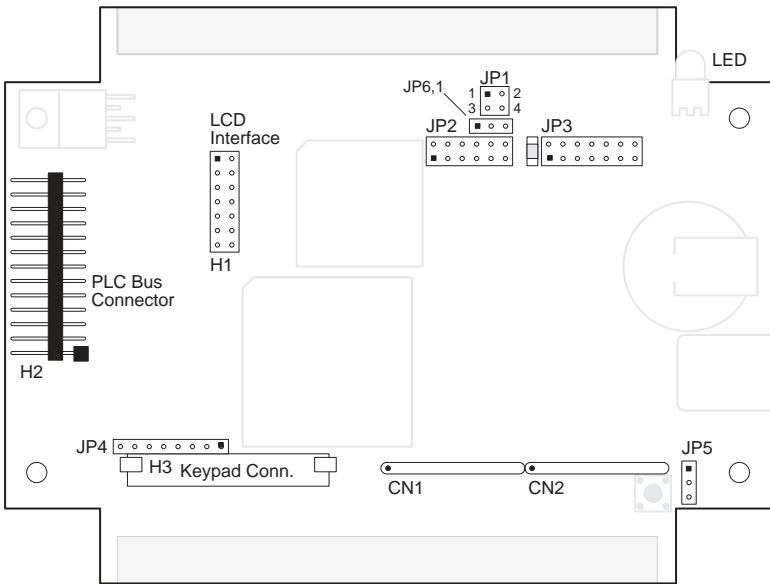 LED
JP1
JP6,1
1 2
3 4
LCD
Interface
JP2
JP3
H1
PLC Bus
Connector
H2
JP4
H3 Keypad Conn.
JP5
CN1
CN2